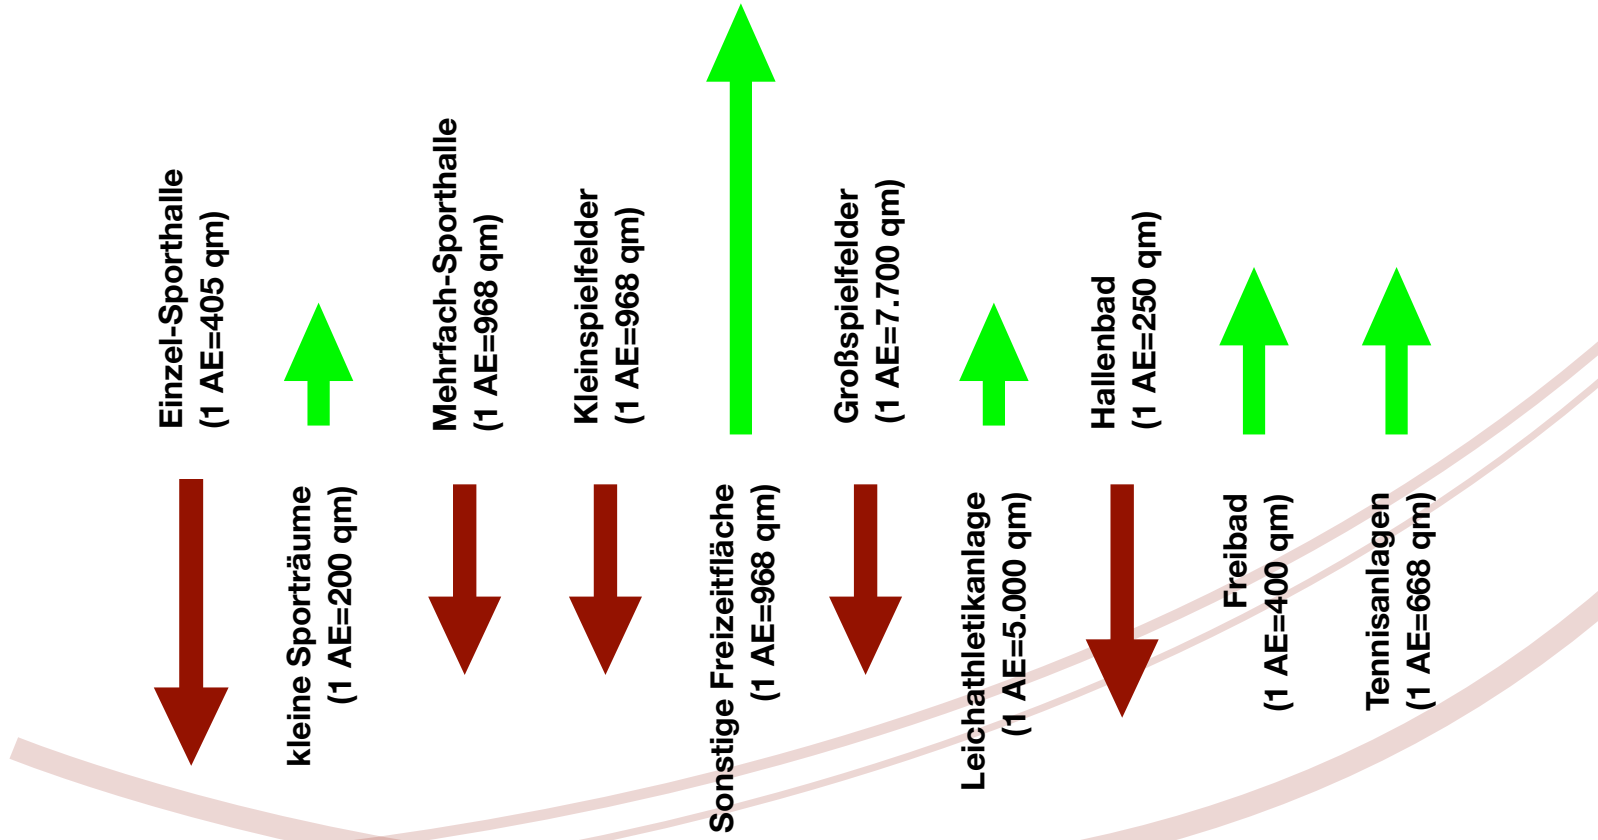 Einzel-Sporthalle
(1 AE=405 qm)
kleine Sporträume
(1 AE=200 qm)
Mehrfach-Sporthalle
(1 AE=968 qm)
Kleinspielfelder
(1 AE=968 qm)
Sonstige Freizeitfläche
(1 AE=968 qm)
Großspielfelder
(1 AE=7.700 qm)
Leichathletikanlage
(1 AE=5.000 qm)
Hallenbad
(1 AE=250 qm)
Freibad
(1 AE=400 qm)
Tennisanlagen
(1 AE=668 qm)